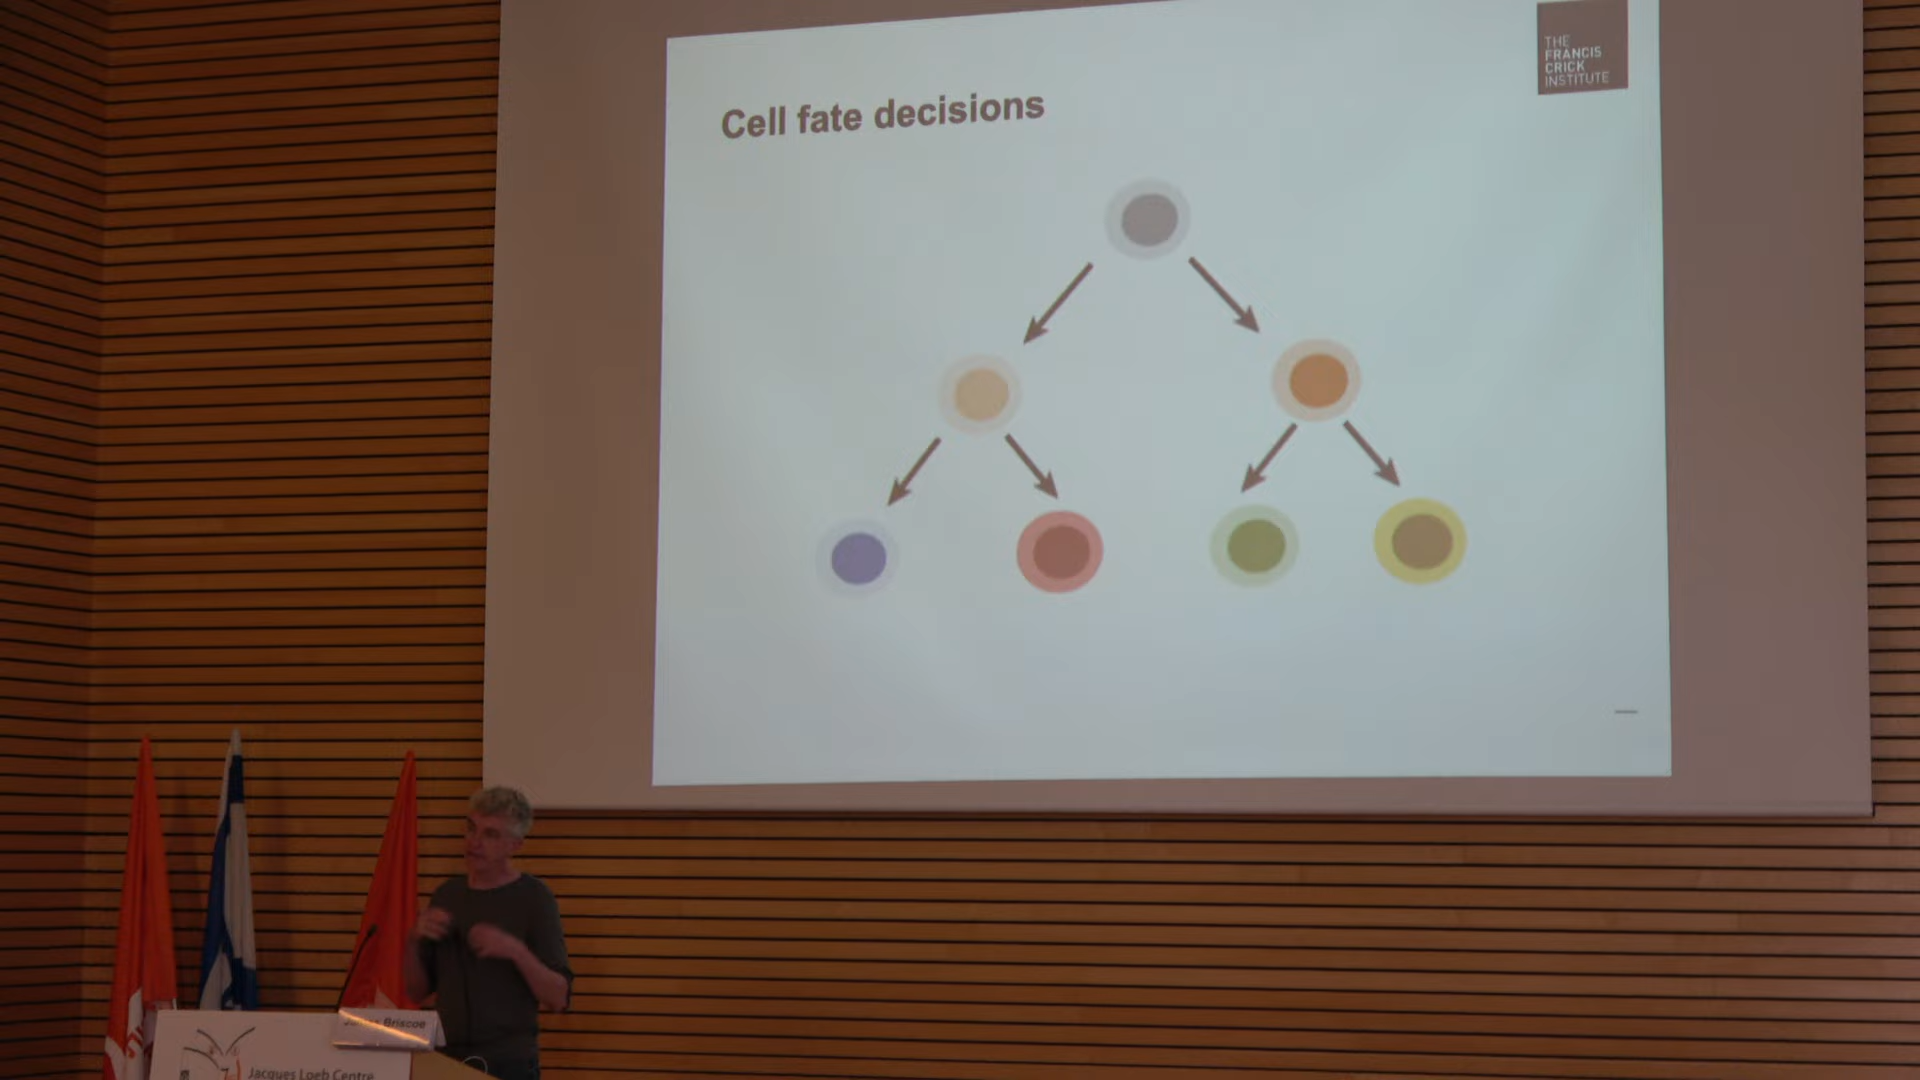 THE
FRANCIS
CRICK
INSTITUTE
Cell fate decisions
Briscoe
Jacques Loeb Centre